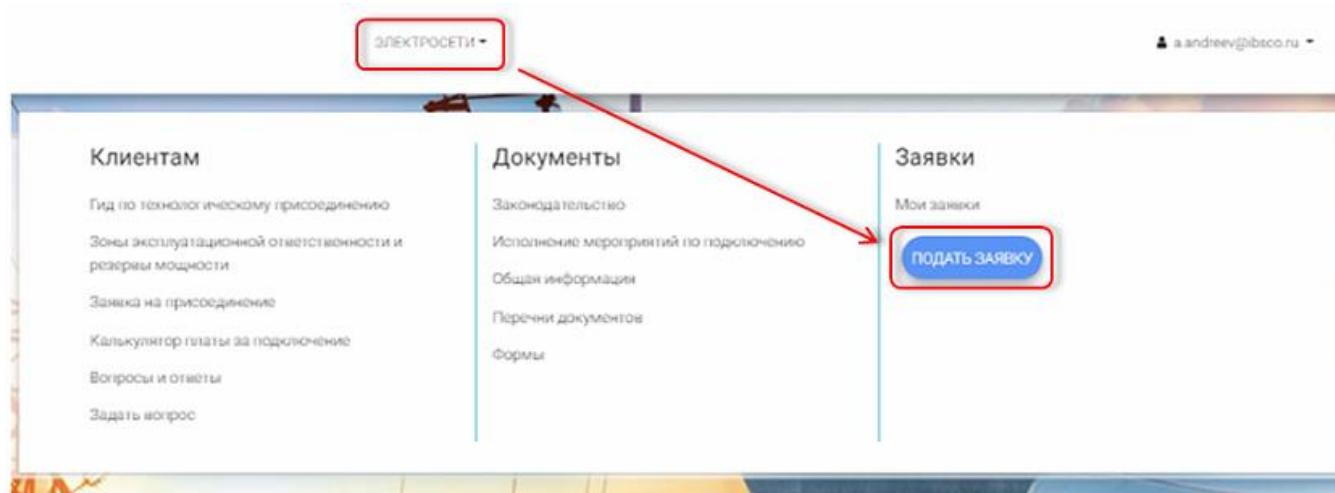 ЭЛЕКТРОСЕТИ
a.andreev@ibsco.ru
Клиентам
Гид по технологическому присоединению
Зоны эксплуатационной ответственности и
резервы мощности
Заявка на присоединение
Калькулятор платы за подключение
Вопросы и ответы
Задать вопрос
Документы
Законодательство
Исполнение мероприятий по подключению
Общая информация
Перечни документов
Формы
Заявки
Мои заявки
ПОДАТЬ ЗАЯВКУ